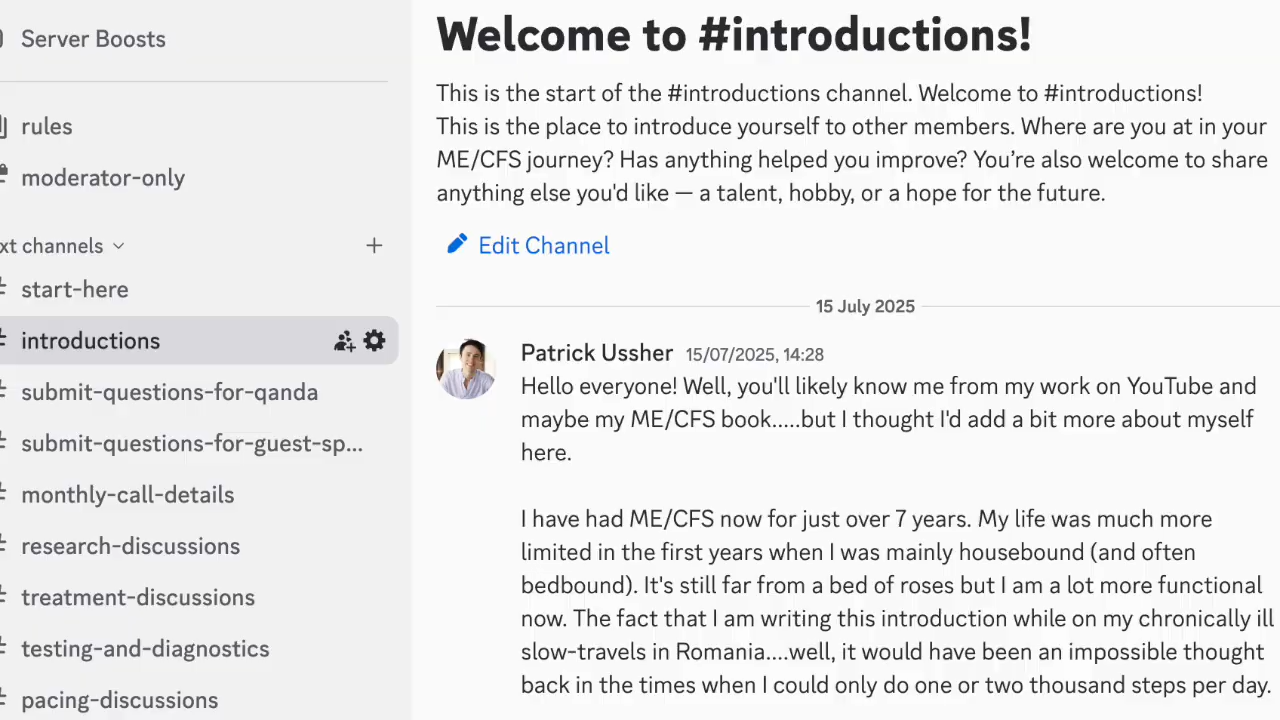 Server Boosts
rules
moderator-only
xt channels
start-here
introductions
submit-questions-for-qanda
submit-questions-for-guest-sp...
monthly-call-details
research-discussions
treatment-discussions
testing-and-diagnostics
pacing-discussions
Welcome to #introductions!
This is the start of the #introductions channel. Welcome to #introductions!
This is the place to introduce yourself to other members. Where are you at in your
ME/CFS journey? Has anything helped you improve? You’re also welcome to share
anything else you'd like — a talent, hobby, or a hope for the future.
Edit Channel
15 July 2025
Patrick Ussher 15/07/2025, 14:28
Hello everyone! Well, you'll likely know me from my work on YouTube and
maybe my ME/CFS book.....but I thought I'd add a bit more about myself
here.
I have had ME/CFS now for just over 7 years. My life was much more
limited in the first years when I was mainly housebound (and often
bedbound). It's still far from a bed of roses but I am a lot more functional
now. The fact that I am writing this introduction while on my chronically ill
slow-travels in Romania....well, it would have been an impossible thought
back in the times when I could only do one or two thousand steps per day.